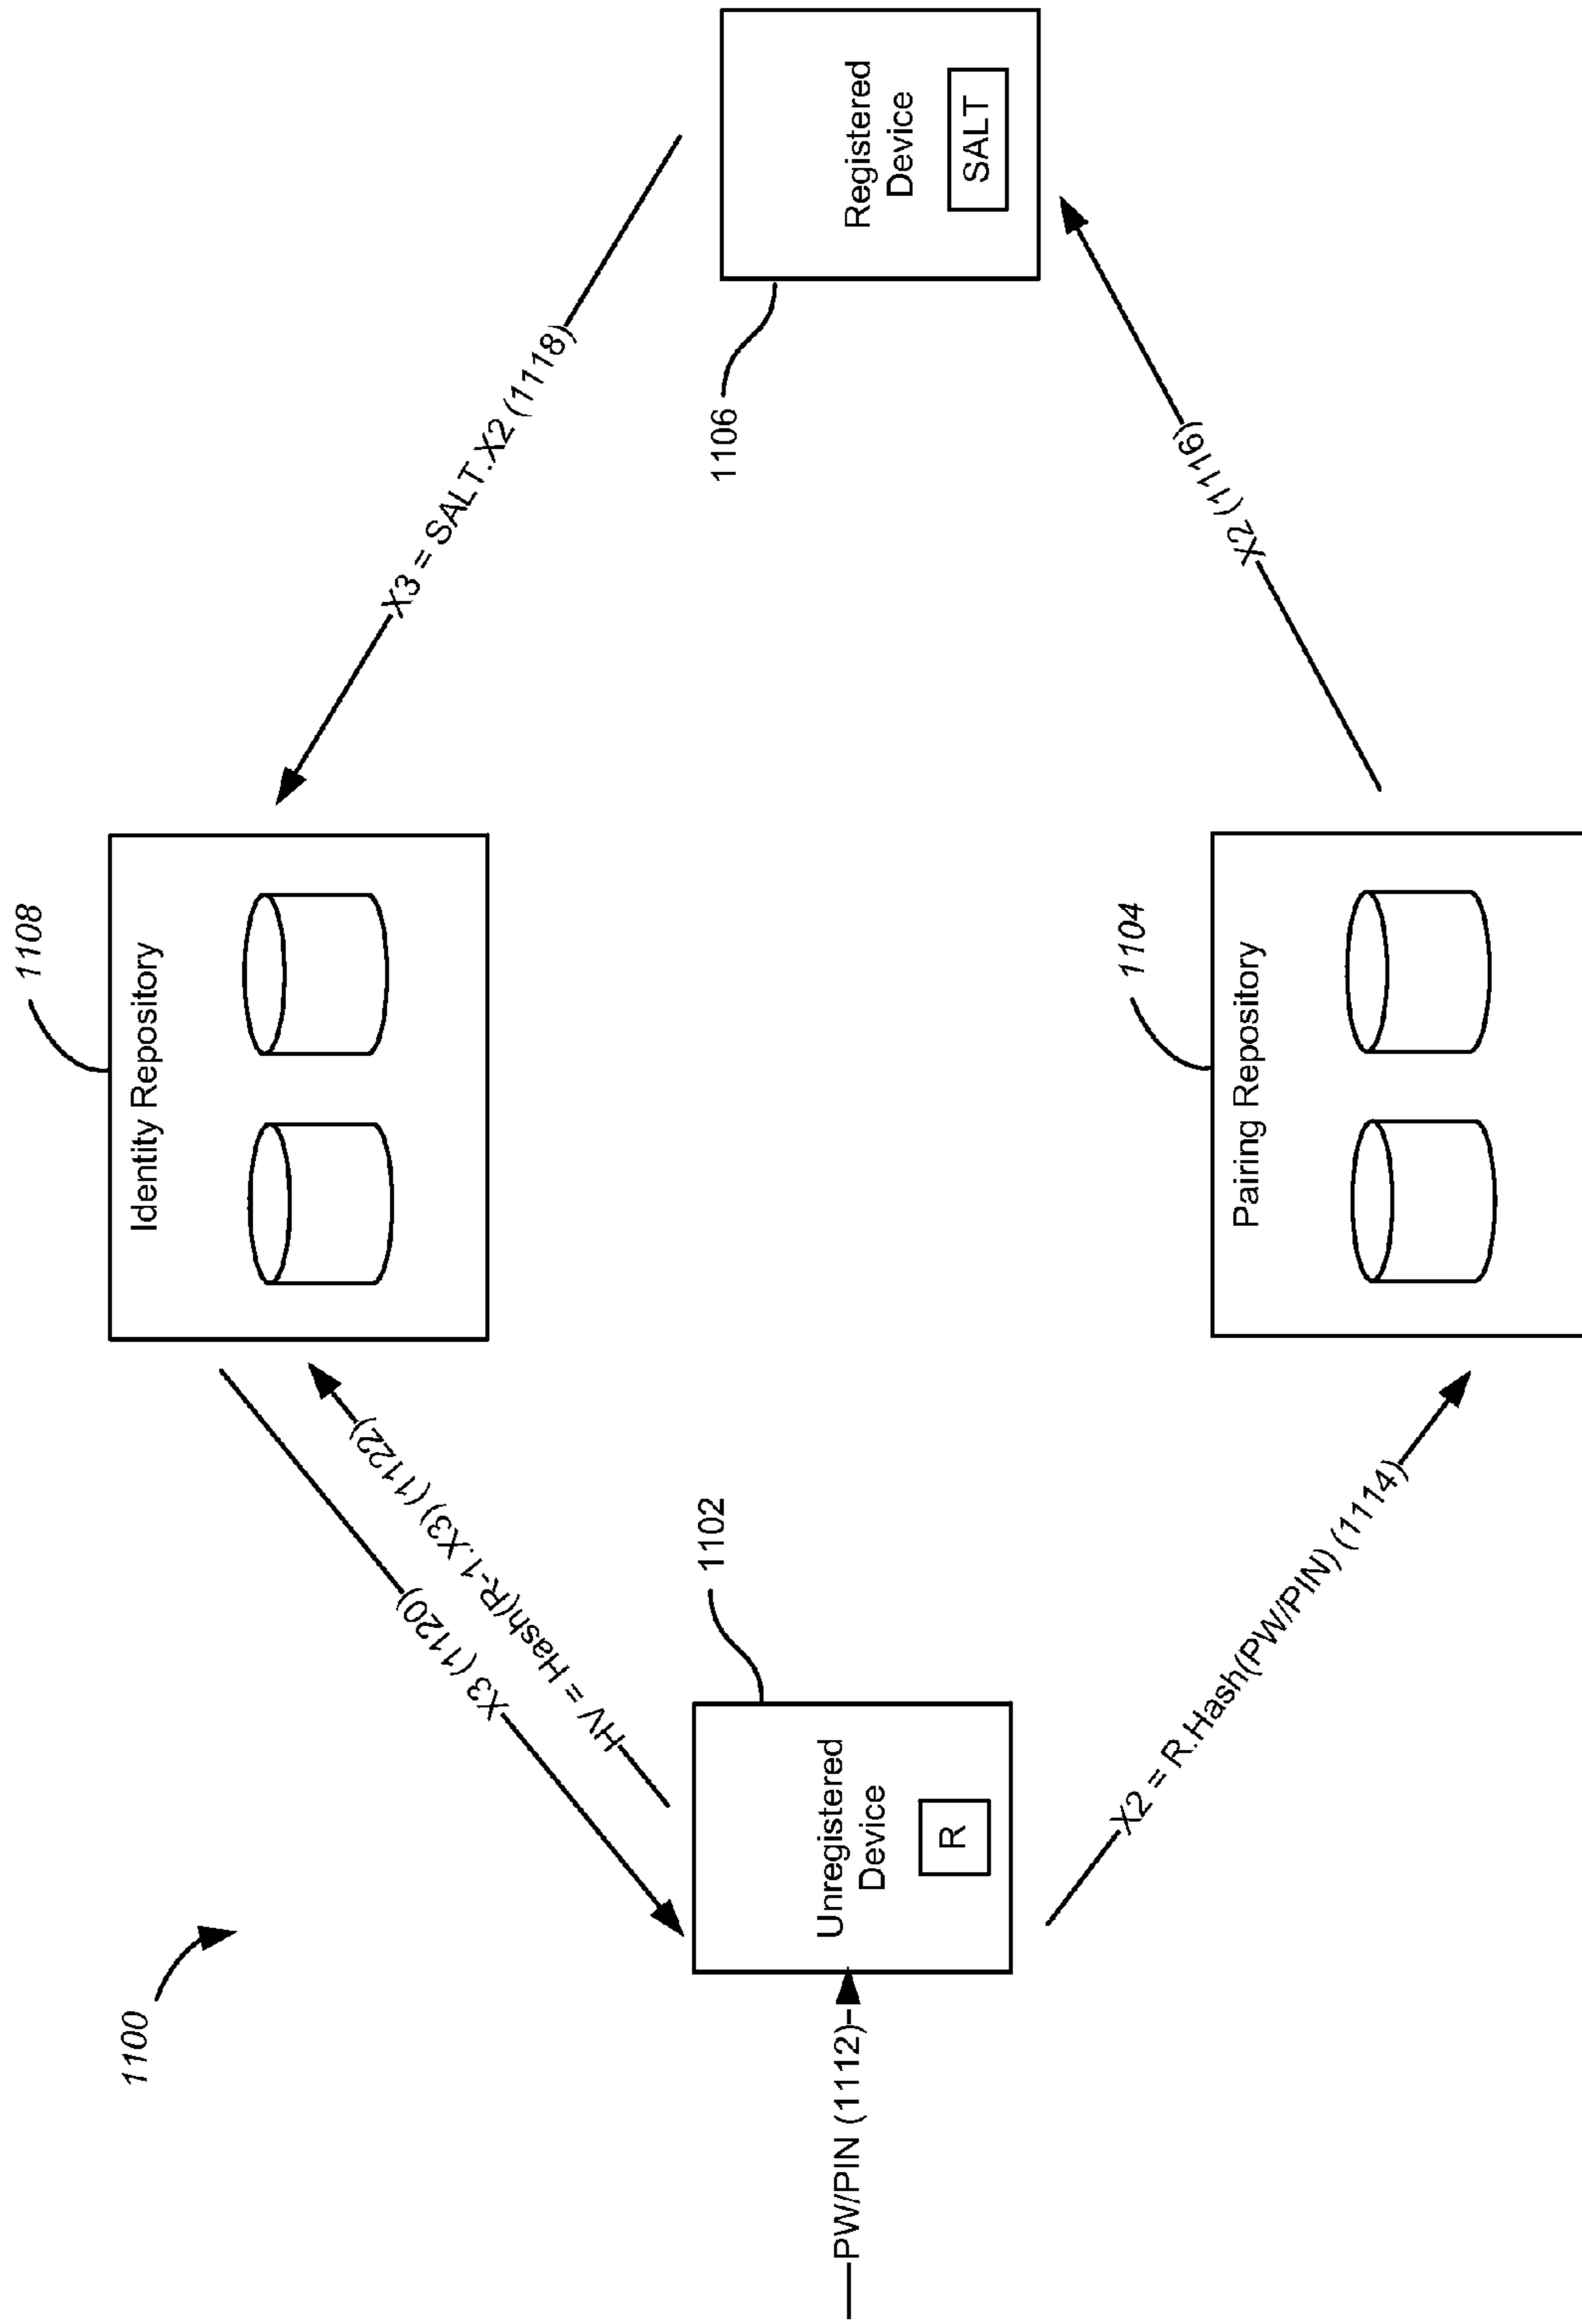 1108
1100
Identity Repository
X3 (1120)
HV = Hash(R-1.X3) (1122)
X3 = SALT.X2 (1118)
1102
1106
PW/PIN (1112)
Unregistered
Device
R
Registered
Device
SALT
1104
X2 = R.Hash(PW/PIN) (1114)
X2 (1116)
Pairing Repository